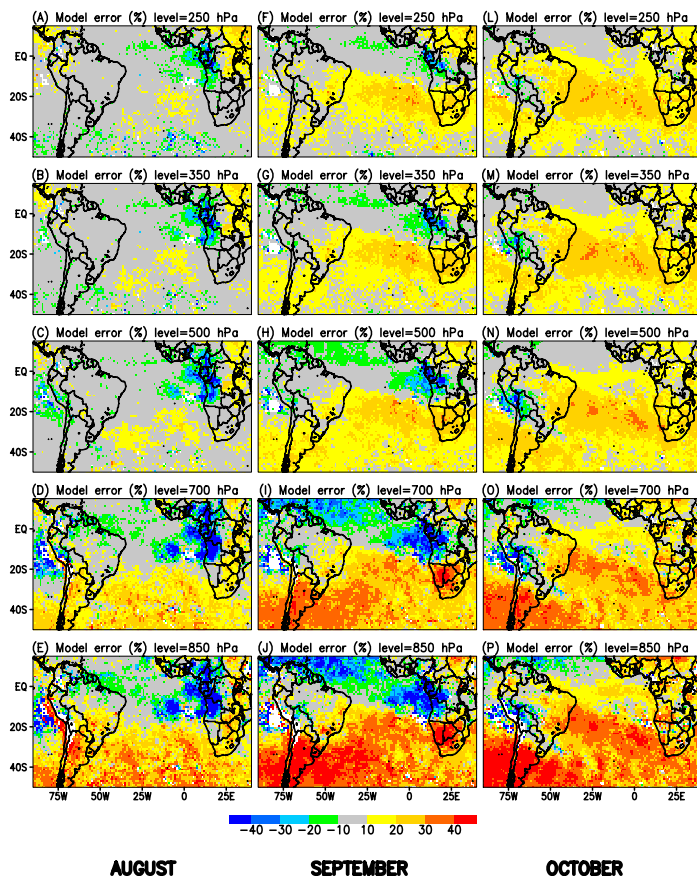 (A) Model error (%) level=250 hPa (F) Model error (%) level=250 hPa (L) Model error (%) level=250 hPa
EQ
20S
40S
(B) Model error (%) level=350 hPa (G) Model error (%) level=350 hPa (M) Model error (%) level=350 hPa
EQ
20S
40S
(C) Model error (%) level=500 hPa (H) Model error (%) level=500 hPa (N) Model error (%) level=500 hPa
EQ
20S
40S
(D) Model error (%) level=700 hPa (I) Model error (%) level=700 hPa (O) Model error (%) level=700 hPa
EQ
20S
40S
(E) Model error (%) level=850 hPa (J) Model error (%) level=850 hPa (P) Model error (%) level=850 hPa
EQ
20S
40S
75W 50W 25W 0 25E 75W 50W 25W 0 25E 75W 50W 25W 0 25E
-40 -30 -20 -10 10 20 30 40
AUGUST SEPTEMBER OCTOBER